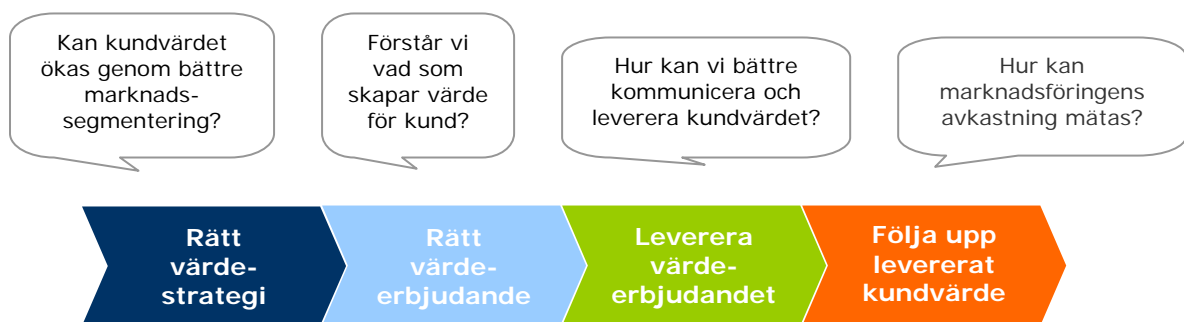 Kan kundvärdet
ökas genom bättre
marknads-
segmentering?
Förstår vi
vad som
skapar värde
för kund?
Hur kan vi bättre
kommunicera och
leverera kundvärdet?
Hur kan
marknadsföringens
avkastning mätas?
Rätt
värde-
strategi
Rätt
värde-
erbjudande
Leverera
värde-
erbjudandet
Följa upp
levererat
kundvärde